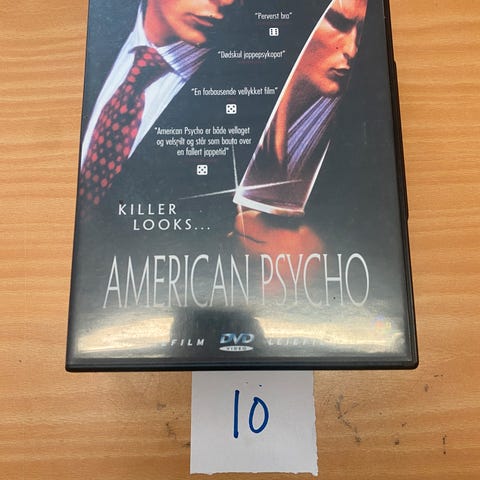 "Perverst bra"
"Dødskul jappepsykopat"
"En forbausende vellykket film"
"American Psycho er både vellaget
og velspilt og står som bauta over
en fallert jappetid"
KILLER
LOOKS...
AMERICAN PSYCHO
DVD
VIDEO
10